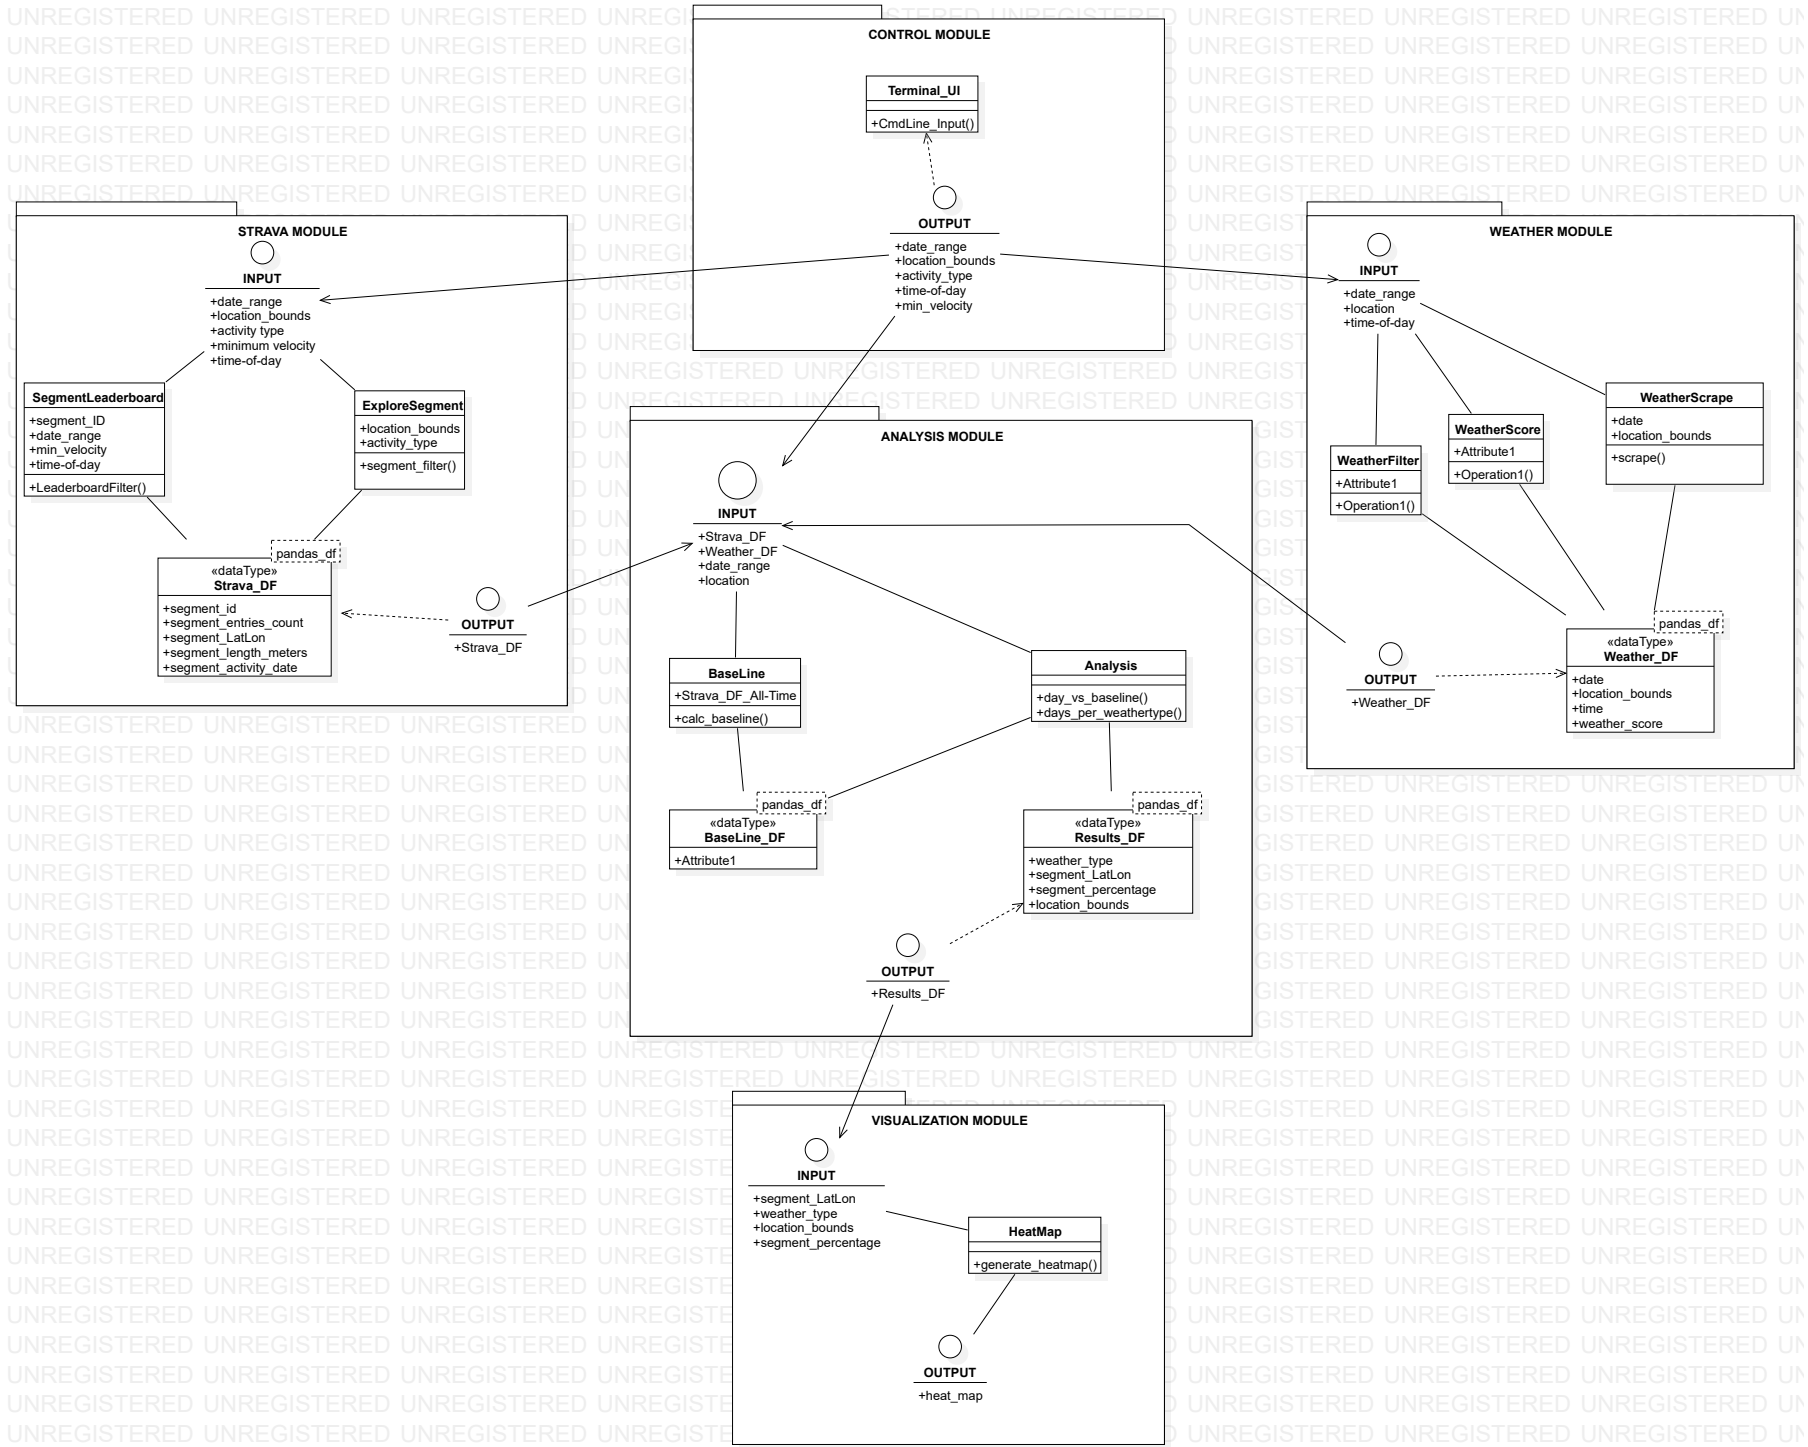 CONTROL MODULE
Terminal_UI
+CmdLine_Input()
OUTPUT
+date_range
+location_bounds
+activity_type
+time-of-day
+min_velocity
STRAVA MODULE
INPUT
+date_range
+location_bounds
+activity type
+minimum velocity
+time-of-day
SegmentLeaderboard
+segment_ID
+date_range
+min_velocity
+time-of-day
+LeaderboardFilter()
ExploreSegment
+location_bounds
+activity_type
+segment_filter()
pandas_df
«dataType»
Strava_DF
+segment_id
+segment_entries_count
+segment_LatLon
+segment_length_meters
+segment_activity_date
OUTPUT
+Strava_DF
WEATHER MODULE
INPUT
+date_range
+location
+time-of-day
WeatherFilter
+Attribute1
+Operation1()
WeatherScore
+Attribute1
+Operation1()
WeatherScrape
+date
+location_bounds
+scrape()
pandas_df
«dataType»
Weather_DF
+date
+location_bounds
+time
+weather_score
OUTPUT
+Weather_DF
ANALYSIS MODULE
INPUT
+Strava_DF
+Weather_DF
+date_range
+location
BaseLine
+Strava_DF_All-Time
+calc_baseline()
Analysis
+day_vs_baseline()
+days_per_weathertype()
pandas_df
«dataType»
BaseLine_DF
+Attribute1
pandas_df
«dataType»
Results_DF
+weather_type
+segment_LatLon
+segment_percentage
+location_bounds
OUTPUT
+Results_DF
VISUALIZATION MODULE
INPUT
+segment_LatLon
+weather_type
+location_bounds
+segment_percentage
HeatMap
+generate_heatmap()
OUTPUT
+heat_map
UNREGISTERED